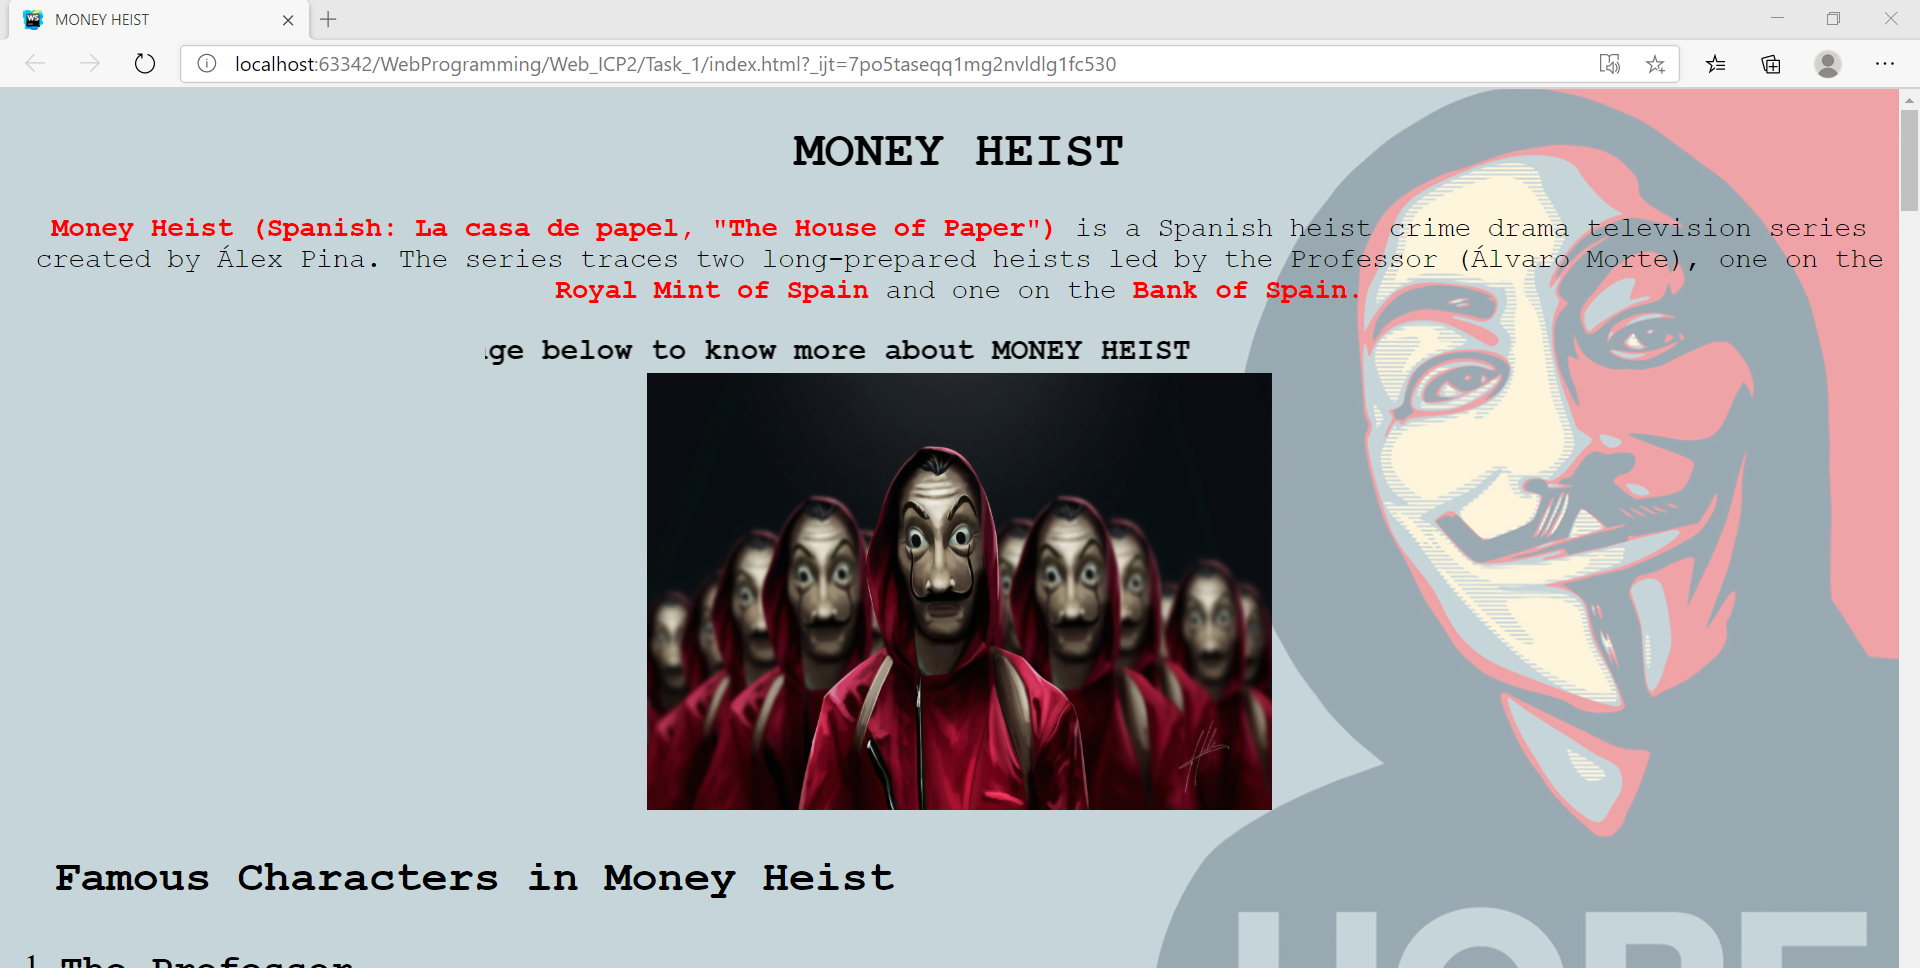 MONEY HEIST
localhost:63342/WebProgramming/Web_ICP2/Task_1/index.html?_ijt=7po5taseqq1mg2nvldlg1fc530
MONEY HEIST
Money Heist (Spanish: La casa de papel, "The House of Paper") is a Spanish heist crime drama television series
created by Álex Pina. The series traces two long-prepared heists led by the Professor (Álvaro Morte), one on the
Royal Mint of Spain and one on the Bank of Spain.
ge below to know more about MONEY HEIST
Famous Characters in Money Heist
HOPE
1. The Professor